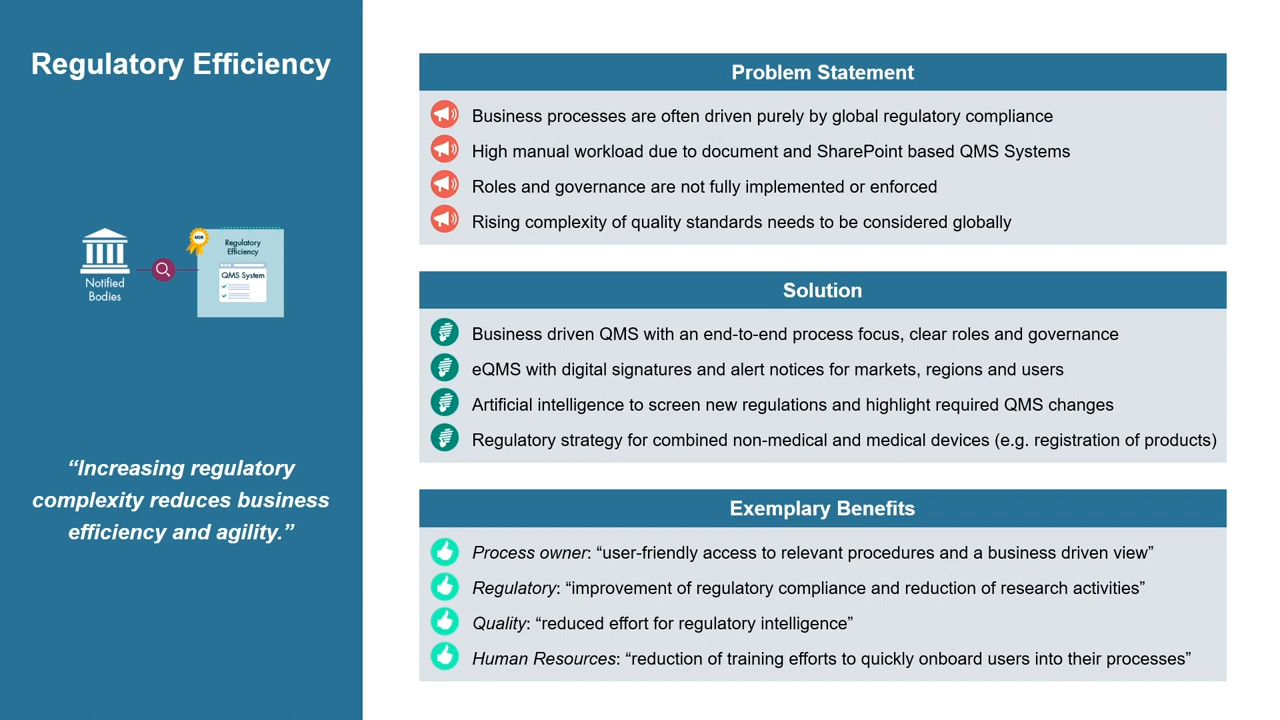 Regulatory Efficiency
Notified
Bodies
MDR
Regulatory
Efficiency
QMS System
“Increasing regulatory
complexity reduces business
efficiency and agility.”
Problem Statement
Business processes are often driven purely by global regulatory compliance
High manual workload due to document and SharePoint based QMS Systems
Roles and governance are not fully implemented or enforced
Rising complexity of quality standards needs to be considered globally
Solution
Business driven QMS with an end-to-end process focus, clear roles and governance
eQMS with digital signatures and alert notices for markets, regions and users
Artificial intelligence to screen new regulations and highlight required QMS changes
Regulatory strategy for combined non-medical and medical devices (e.g. registration of products)
Exemplary Benefits
Process owner: “user-friendly access to relevant procedures and a business driven view”
Regulatory: “improvement of regulatory compliance and reduction of research activities”
Quality: “reduced effort for regulatory intelligence”
Human Resources: “reduction of training efforts to quickly onboard users into their processes”